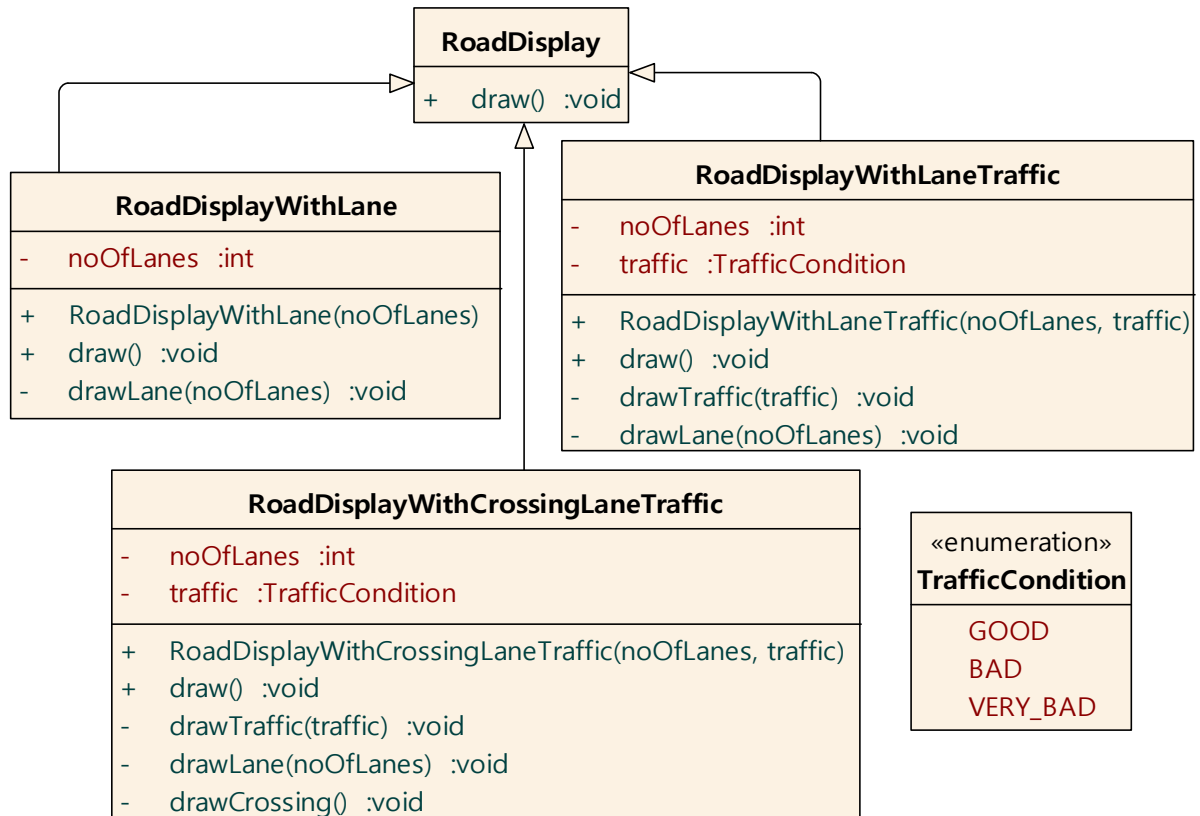 RoadDisplay
+ draw() :void
RoadDisplayWithLane
- noOfLanes :int
+ RoadDisplayWithLane(noOfLanes)
+ draw() :void
- drawLane(noOfLanes) :void
RoadDisplayWithLaneTraffic
- noOfLanes :int
- traffic :TrafficCondition
+ RoadDisplayWithLaneTraffic(noOfLanes, traffic)
+ draw() :void
- drawTraffic(traffic) :void
- drawLane(noOfLanes) :void
RoadDisplayWithCrossingLaneTraffic
- noOfLanes :int
- traffic :TrafficCondition
+ RoadDisplayWithCrossingLaneTraffic(noOfLanes, traffic)
+ draw() :void
- drawTraffic(traffic) :void
- drawLane(noOfLanes) :void
- drawCrossing() :void
«enumeration»
TrafficCondition
GOOD
BAD
VERY_BAD